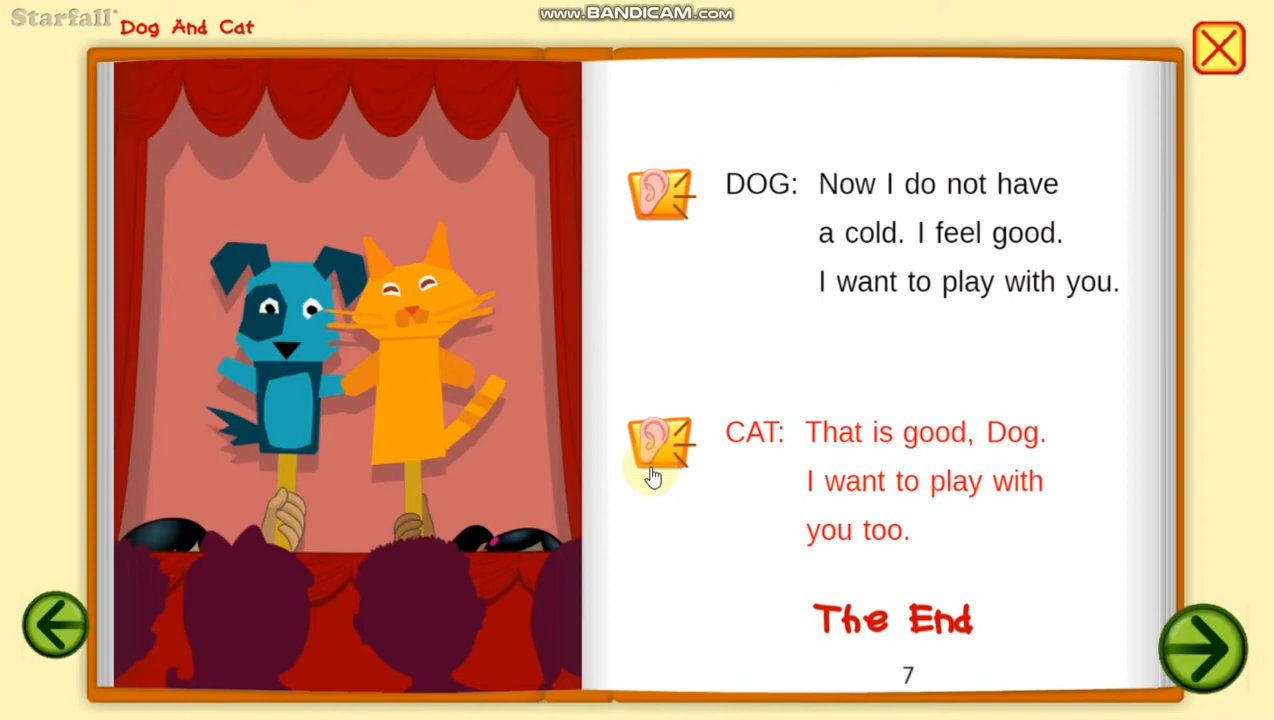 www.BANDICAM.com
Starfall
Dog And Cat
DOG: Now I do not have
a cold. I feel good.
I want to play with you.
CAT: That is good, Dog.
I want to play with
you too.
The End
7